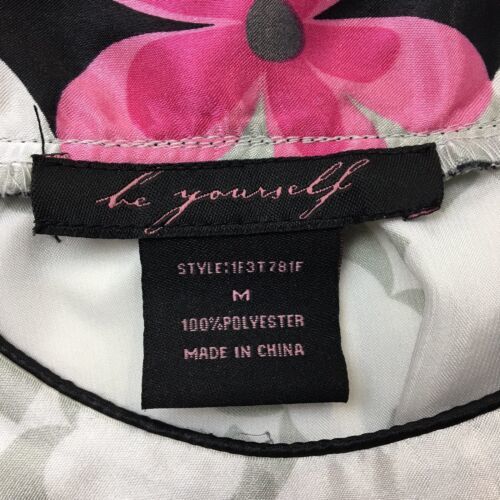 be yourself
STYLE:1F3T781F
M
100%POLYESTER
MADE IN CHINA